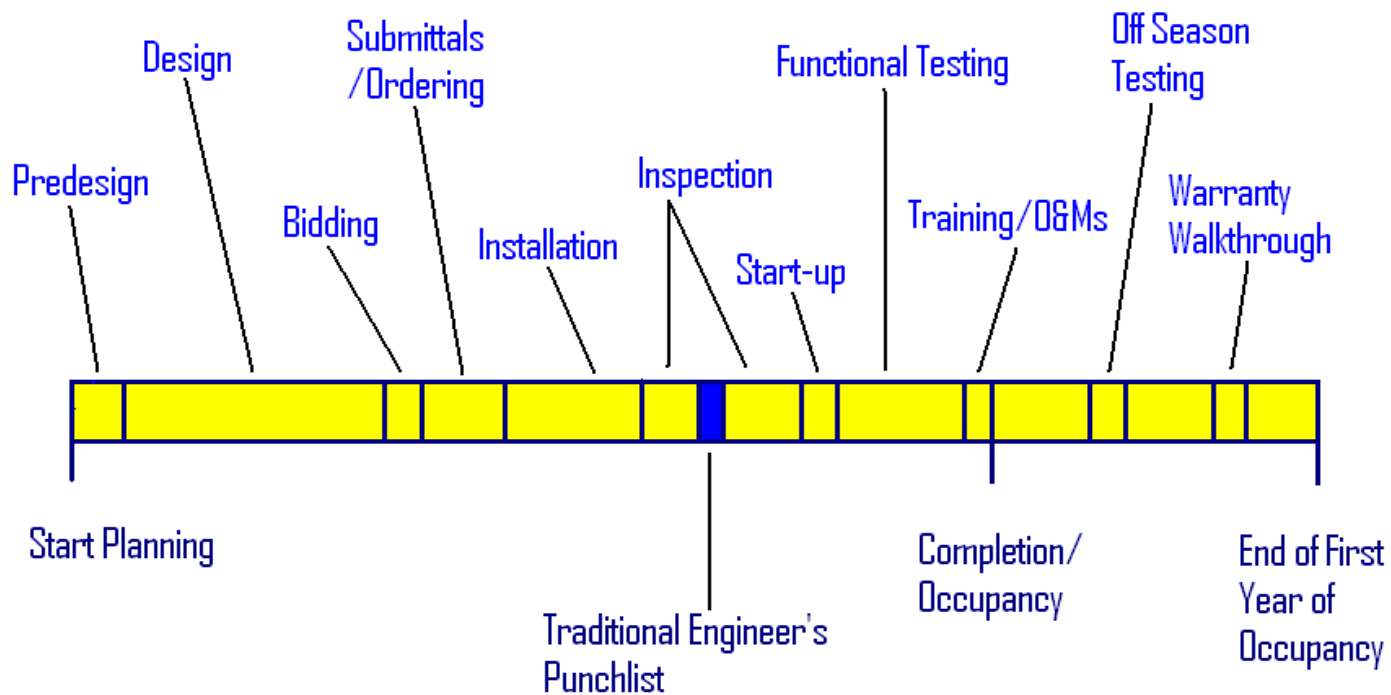 Design
Submittals
/Ordering
Functional Testing
Off Season
Testing
Predesign
Bidding
Installation
Inspection
Start-up
Training/O&Ms
Warranty
Walkthrough
Start Planning
Traditional Engineer's
Punchlist
Completion/
Occupancy
End of First
Year of
Occupancy